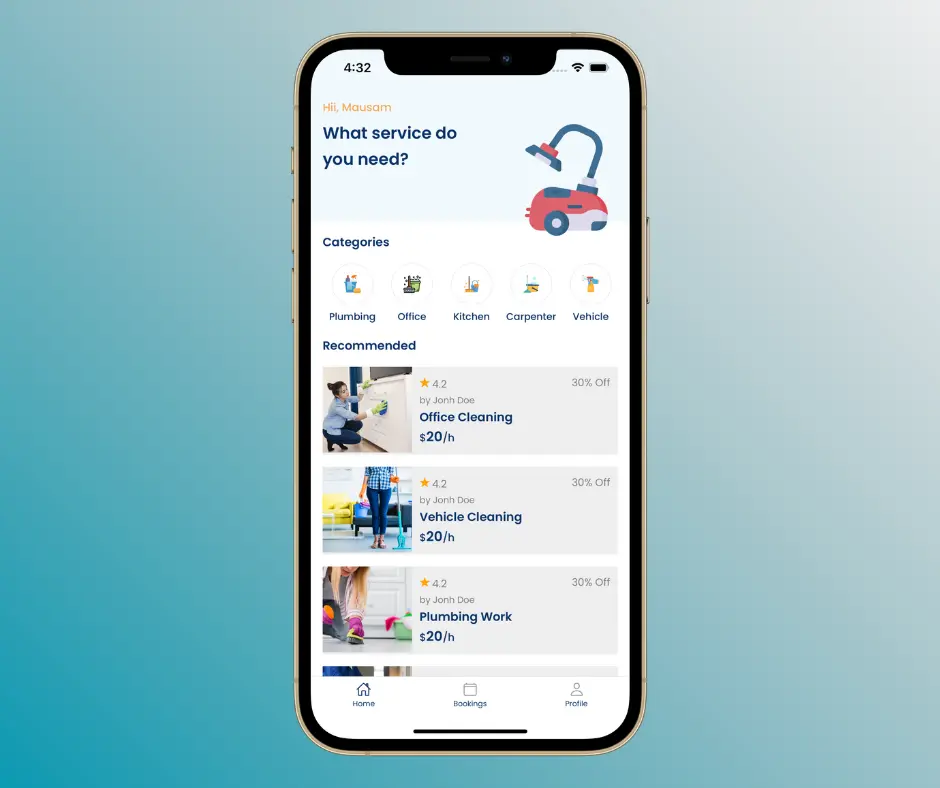 4:32
Hii, Mausam
What service do
you need?
Categories
Plumbing Office Kitchen Carpenter Vehicle
Recommended
4.2 30% Off
by Jonh Doe
Office Cleaning
$20/h
4.2 30% Off
by Jonh Doe
Vehicle Cleaning
$20/h
4.2 30% Off
by Jonh Doe
Plumbing Work
$20/h
Home Bookings Profile